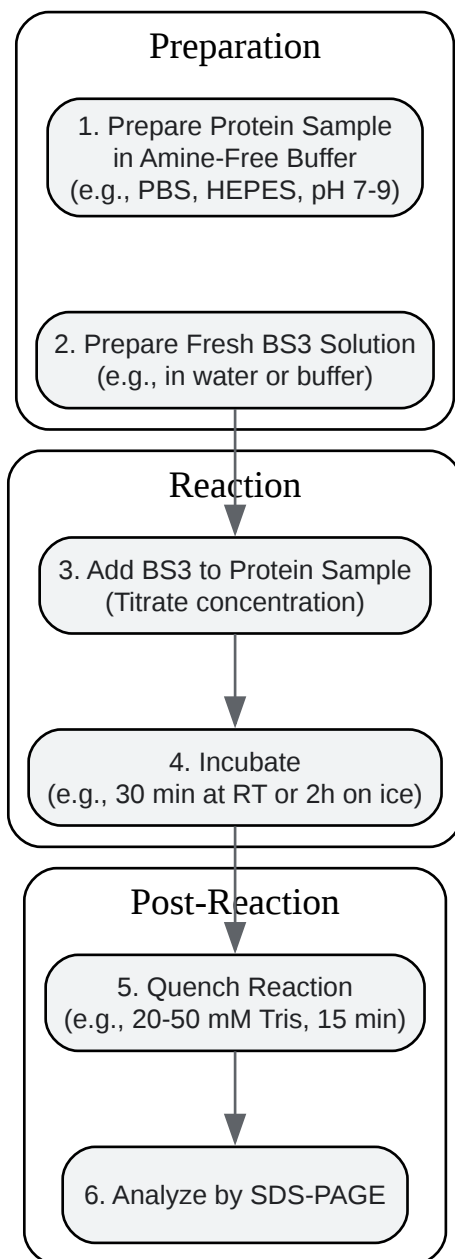 Preparation
1. Prepare Protein Sample
in Amine-Free Buffer
(e.g., PBS, HEPES, pH 7-9)
2. Prepare Fresh BS3 Solution
(e.g., in water or buffer)
Reaction
3. Add BS3 to Protein Sample
(Titrate concentration)
4. Incubate
(e.g., 30 min at RT or 2h on ice)
Post-Reaction
5. Quench Reaction
(e.g., 20-50 mM Tris, 15 min)
6. Analyze by SDS-PAGE